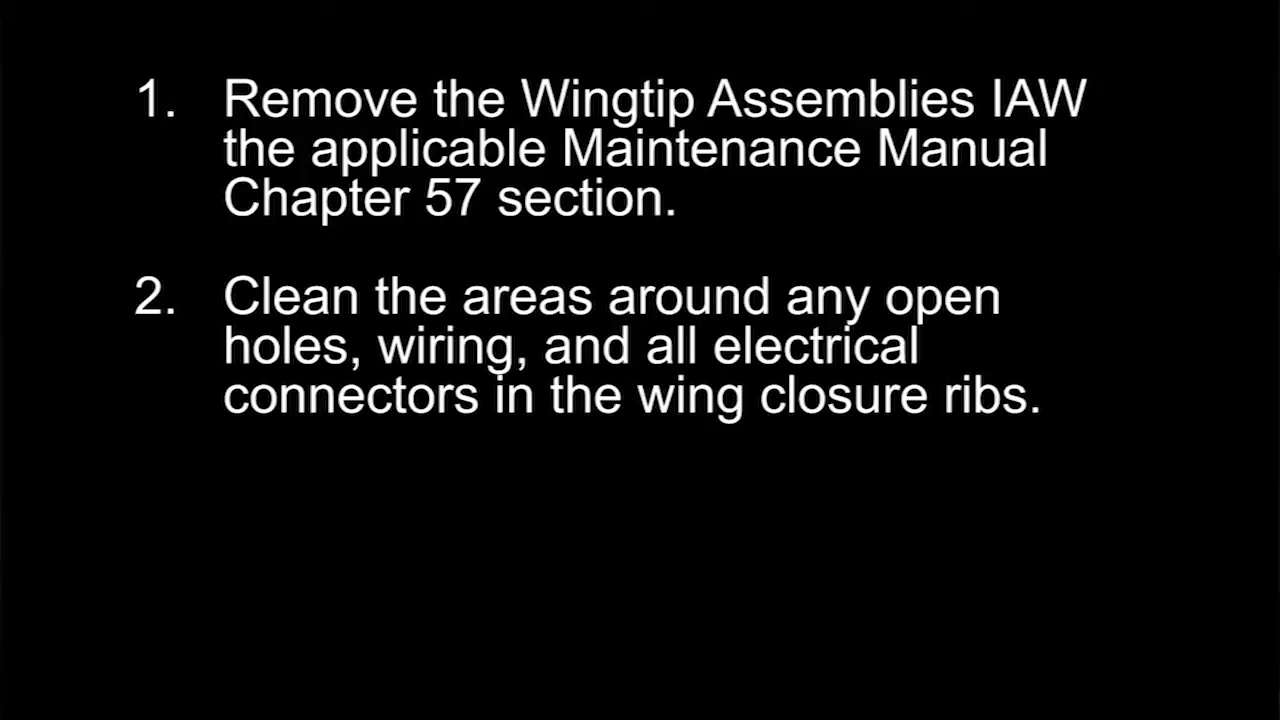 1. Remove the Wingtip Assemblies IAW
the applicable Maintenance Manual
Chapter 57 section.
2. Clean the areas around any open
holes, wiring, and all electrical
connectors in the wing closure ribs.